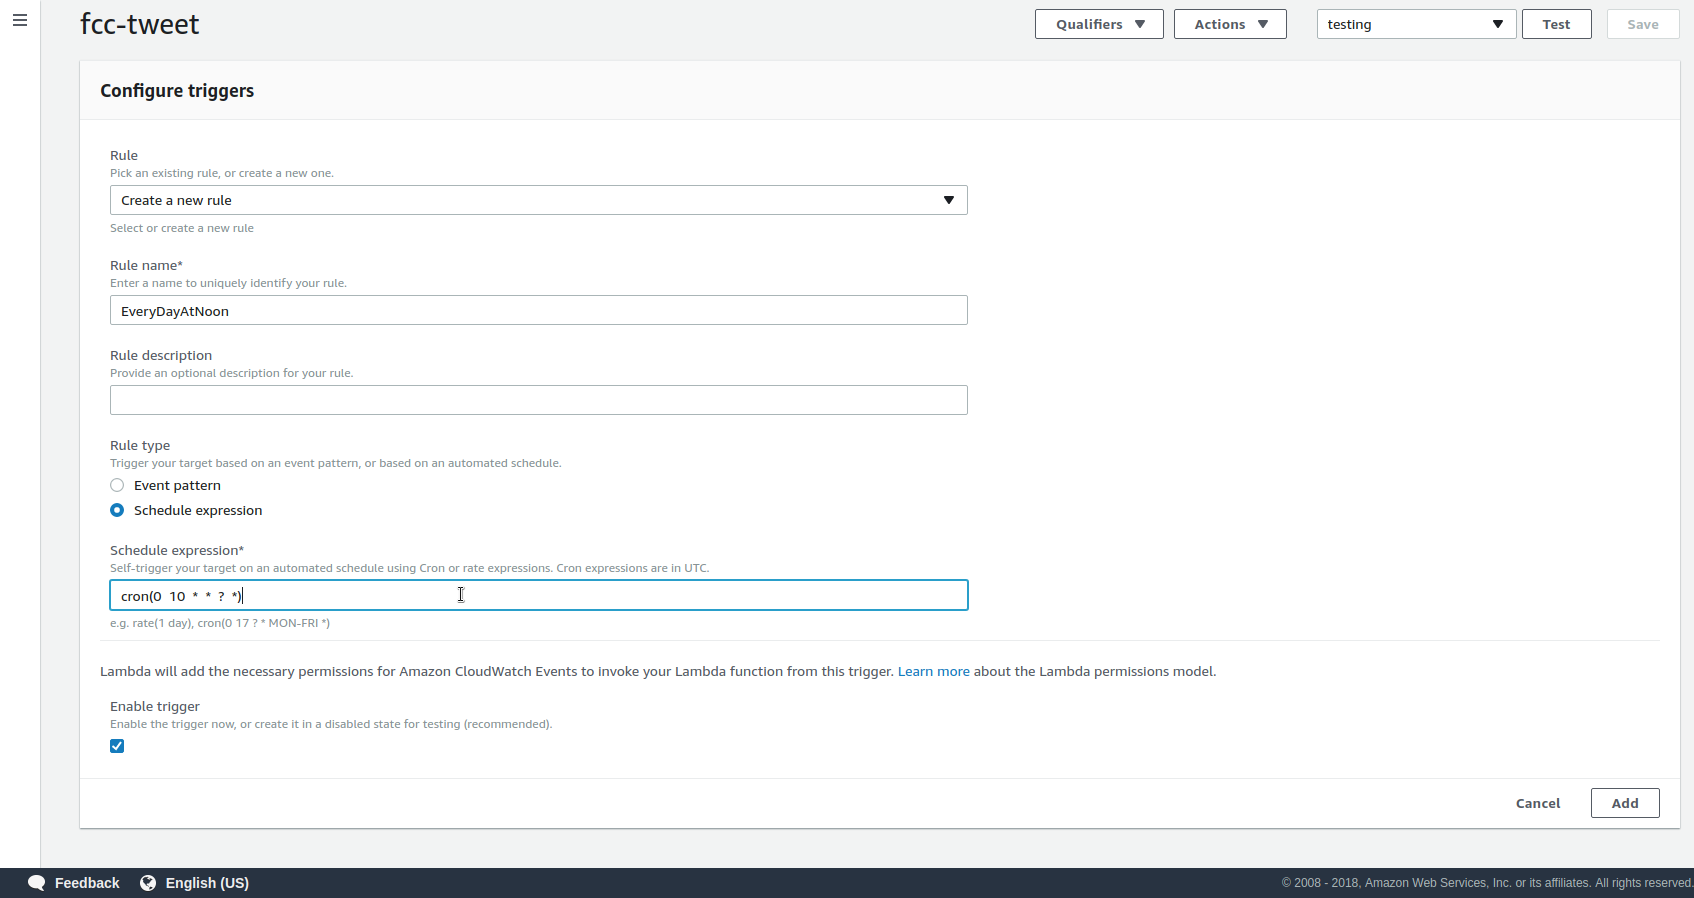 fcc-tweet
Qualifiers
Actions
testing
Test
Save
Configure triggers
Rule
Pick an existing rule, or create a new one.
Create a new rule
Select or create a new rule
Rule name*
Enter a name to uniquely identify your rule.
EveryDayAtNoon
Rule description
Provide an optional description for your rule.
Rule type
Trigger your target based on an event pattern, or based on an automated schedule.
Event pattern
Schedule expression
Schedule expression*
Self-trigger your target on an automated schedule using Cron or rate expressions. Cron expressions are in UTC.
cron(0 10 * * ? *)
e.g. rate(1 day), cron(0 17 ? * MON-FRI *)
Lambda will add the necessary permissions for Amazon CloudWatch Events to invoke your Lambda function from this trigger. Learn more about the Lambda permissions model.
Enable trigger
Enable the trigger now, or create it in a disabled state for testing (recommended).
Cancel
Add
Feedback
English (US)
© 2008 - 2018, Amazon Web Services, Inc. or its affiliates. All rights reserved.